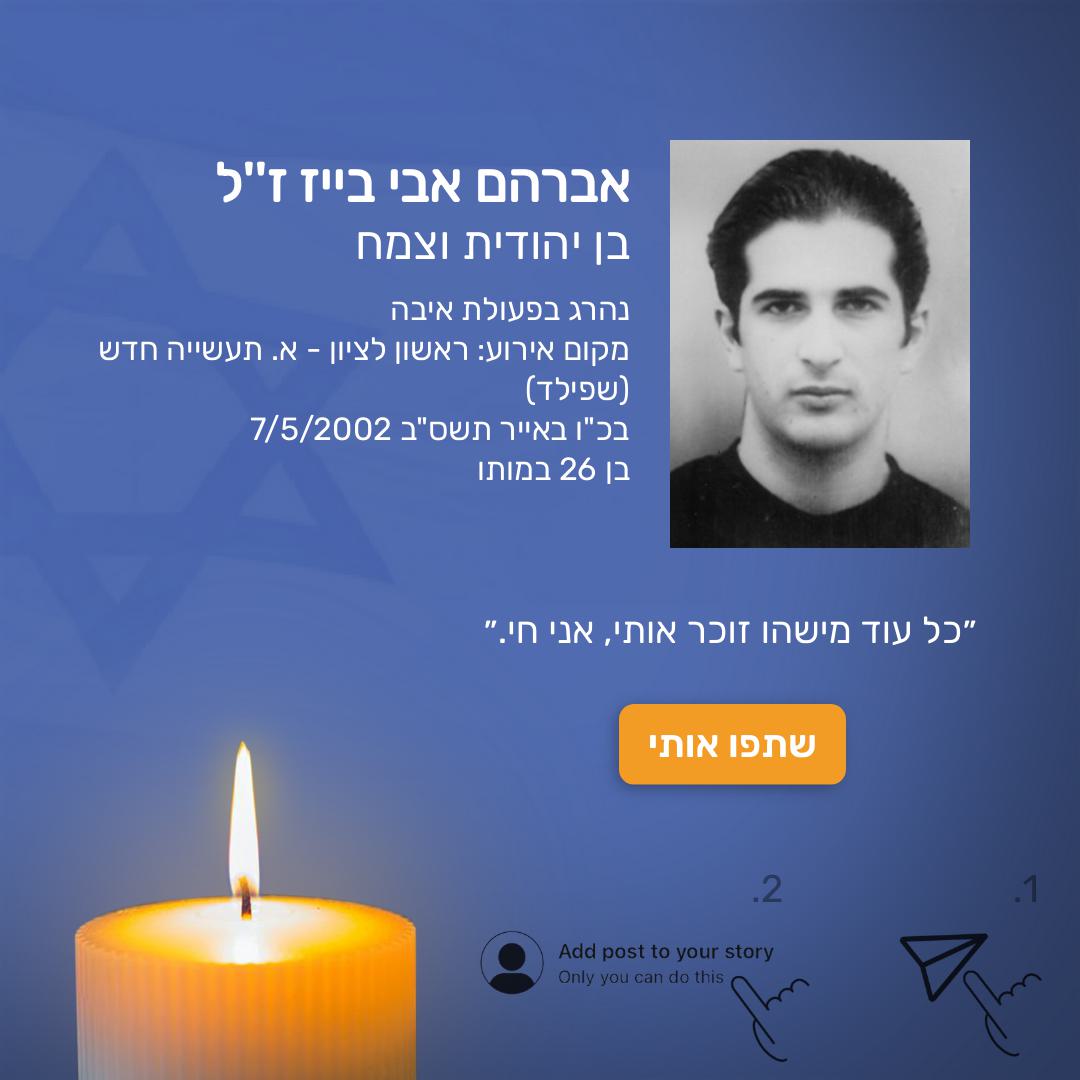 אברהם אבי בייז ז"ל
בן יהודית וצמח
נהרג בפעולת איבה
מקום אירוע: ראשון לציון - א. תעשייה חדש
(שפילד)
בכ"ו באייר תשס"ב 7/5/2002
בן 26 במותו
״כל עוד מישהו זוכר אותי, אני חי.״
שתפו אותי
.1
.2
Add post to your story
Only you can do this